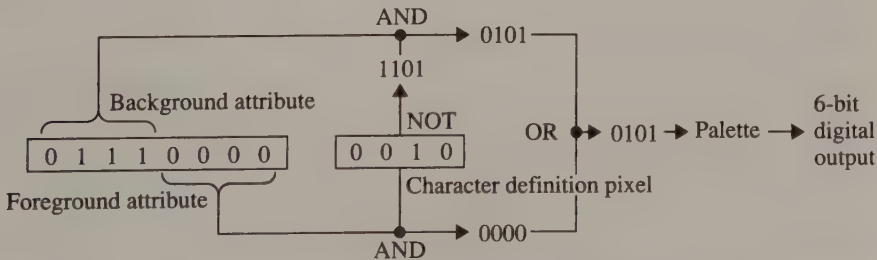 AND
0101
1101
Background attribute
NOT
6-bit
digital
output
OR
0101
Palette
0 1 1 1 0 0 0 0
0 0 1 0
Character definition pixel
Foreground attribute
0000
AND